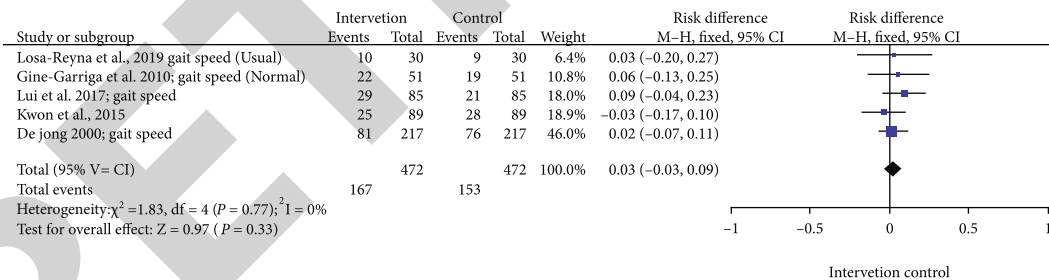 Intervetion Control Risk difference Risk difference
Study or subgroup Events Total Events Total Weight M–H, fixed, 95% CI M–H, fixed, 95% CI
Losa-Reyna et al., 2019 gait speed (Usual) 10 30 9 30 6.4% 0.03 (−0.20, 0.27)
Gine-Garriga et al. 2010; gait speed (Normal) 22 51 19 51 10.8% 0.06 (−0.13, 0.25)
Lui et al. 2017; gait speed 29 85 21 85 18.0% 0.09 (−0.04, 0.23)
Kwon et al., 2015 25 89 28 89 18.9% −0.03 (−0.17, 0.10)
De jong 2000; gait speed 81 217 76 217 46.0% 0.02 (−0.07, 0.11)
Total (95% V= CI) 472 472 100.0% 0.03 (−0.03, 0.09)
Total events 167 153
Heterogeneity:χ² =1.83, df = 4 (P = 0.77);²I = 0%
Test for overall effect: Z = 0.97 ( P = 0.33)
−1 −0.5 0 0.5 1
Intervetion control